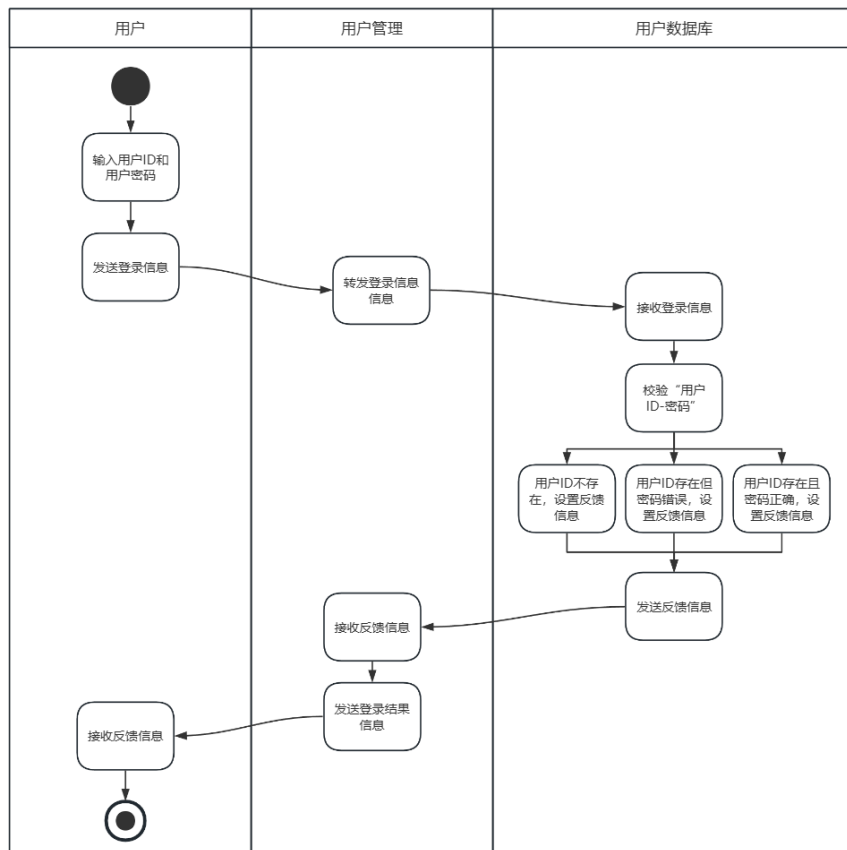 用户
用户管理
用户数据库
输入用户ID和
用户密码
发送登录信息
转发登录信息
信息
接收登录信息
校验“用户
ID-密码”
用户ID不存
在，设置反馈
信息
用户ID存在但
密码错误，设
置反馈信息
用户ID存在且
密码正确，设
置反馈信息
发送反馈信息
接收反馈信息
发送登录结果
信息
接收反馈信息